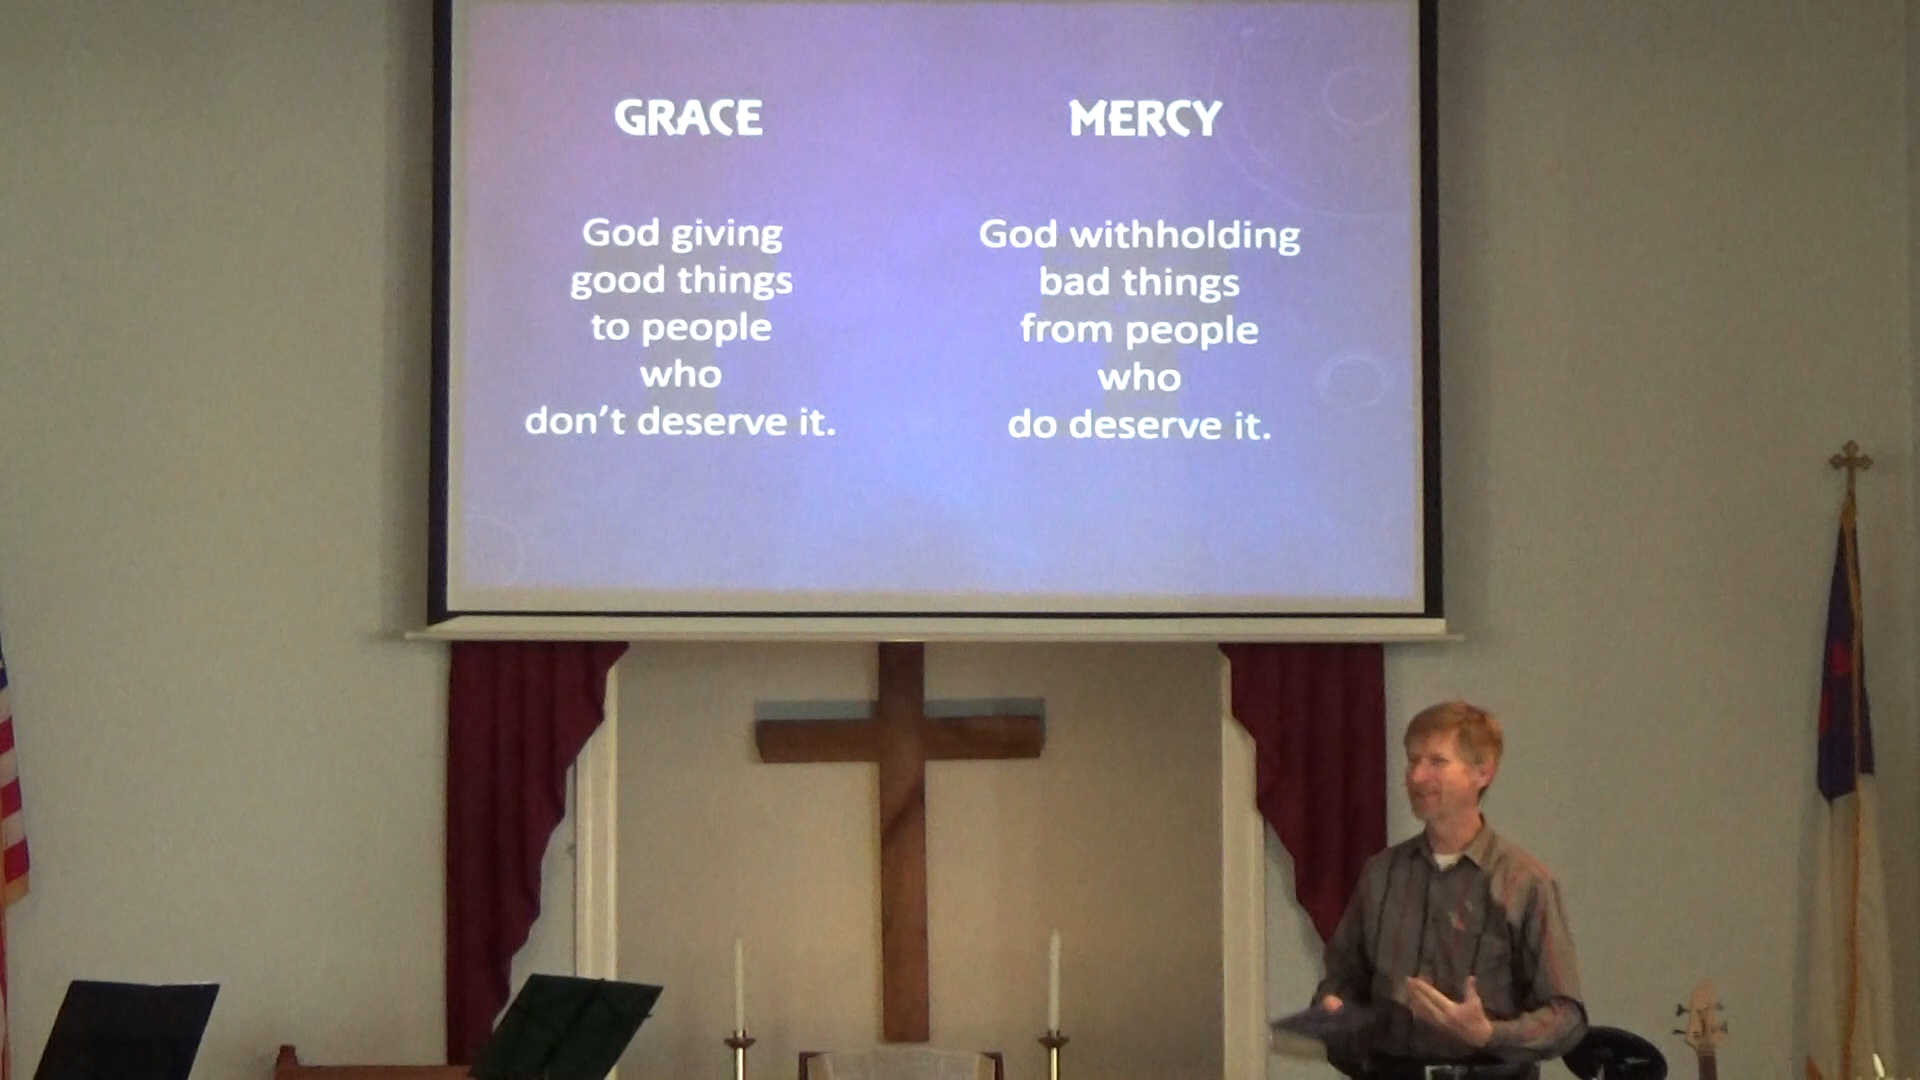 GRACE
God giving
good things
to people
who
don't deserve it.
MERCY
God withholding
bad things
from people
who
do deserve it.